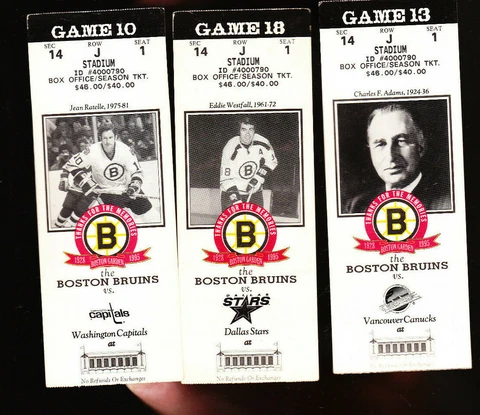 GAME 10
SEC ROW SEAT
14 J 1
STADIUM
ID #4000790
BOX OFFICE/SEASON TKT.
$46.00/$40.00
Jean Ratelle, 1975-81
THANKS FOR THE MEMORIES
B
1928 1995
BOSTON GARDEN
the
BOSTON BRUINS
vs.
capitals
Washington Capitals
at
No Refunds Or Exchanges
GAME 18
SEC ROW SEAT
14 J 1
STADIUM
ID #4000790
BOX OFFICE/SEASON TKT.
$46.00/$40.00
Eddie Westfall, 1961-72
THANKS FOR THE MEMORIES
B
1928 1995
BOSTON GARDEN
the
BOSTON BRUINS
vs.
STARS
Dallas Stars
at
No Refunds Or Exchanges
GAME 13
SEC ROW SEAT
14 J 1
STADIUM
ID #4000790
BOX OFFICE/SEASON TKT.
$46.00/$40.00
Charles F. Adams, 1924-36
THANKS FOR THE MEMORIES
B
1928 1995
BOSTON GARDEN
the
BOSTON BRUINS
vs.
Vancouver Canucks
at
No Refunds Or Exchanges